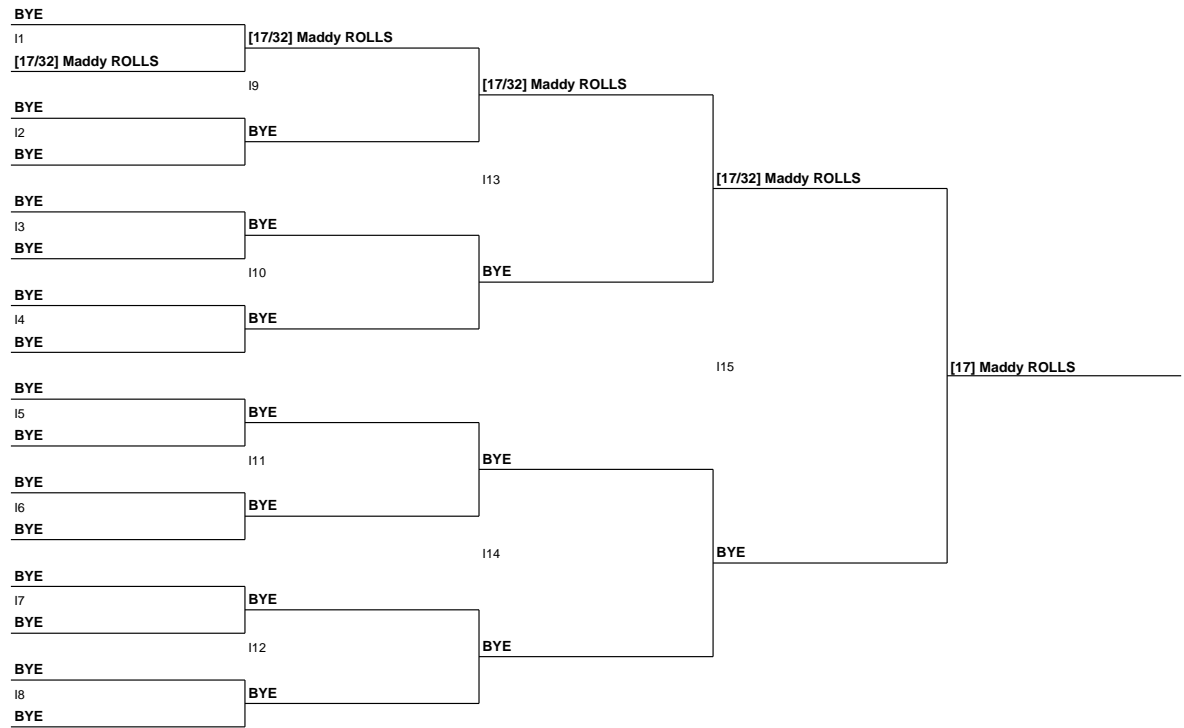 BYE
I1
[17/32] Maddy ROLLS
BYE
I2
BYE
BYE
I3
BYE
BYE
I4
BYE
BYE
I5
BYE
BYE
I6
BYE
BYE
I7
BYE
BYE
I8
BYE
[17/32] Maddy ROLLS
I9
BYE
BYE
I10
BYE
BYE
I11
BYE
BYE
I12
BYE
[17/32] Maddy ROLLS
I13
BYE
BYE
I14
BYE
[17/32] Maddy ROLLS
I15
BYE
[17] Maddy ROLLS